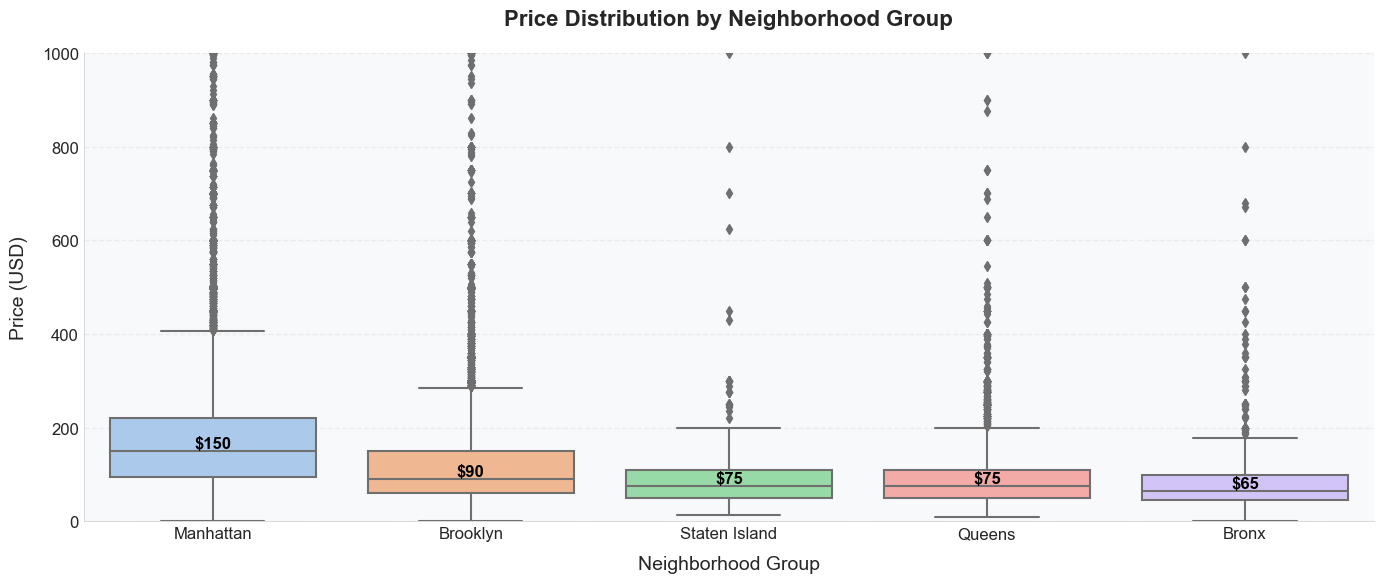 Price Distribution by Neighborhood Group
Price (USD)
1000
800
600
400
200
0
$150
$90
$75
$75
$65
Manhattan
Brooklyn
Staten Island
Queens
Bronx
Neighborhood Group